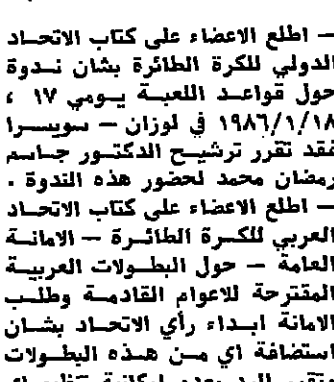 — اطلع الاعضاء على كتاب الاتحاد
الدولي للكرة الطائرة بشان ندوة
حول قواعد اللعبة يومي ١٧ ،
١٩٨٦/١/١٨ في لوزان — سويسرا
فقد تقرر ترشيح الدكتور جاسم
رمضان محمد لحضور هذه الندوة .
— اطلع الاعضاء على كتاب الاتحاد
العربي للكرة الطائرة — الامانة
العامة — حول البطولات العربية
المقترحة للاعوام القادمة وطلب
الامانة ابداء رأي الاتحاد بشان
استضافة اي من هذه البطولات